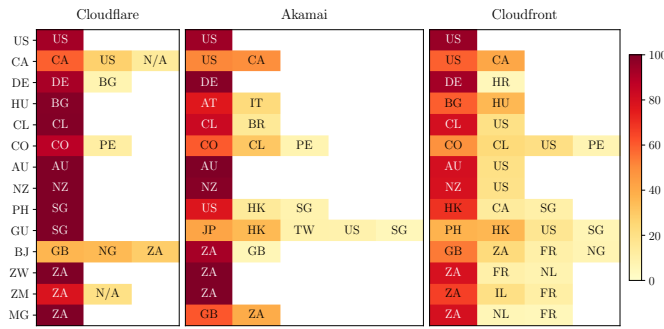 Cloudflare Akamai Cloudfront
US US US US
CA CA US N/A US CA US CA
DE DE BG DE DE HR
HU BG AT IT BG HU
CL CL CL BR CL US
CO CO PE CO CL PE CO CL US PE
AU AU AU AU US
NZ NZ NZ NZ US
PH SG US HK SG HK CA SG
GU SG JP HK TW US SG PH HK US SG
BJ GB NG ZA ZA GB GB ZA FR NG
ZW ZA ZA ZA FR NL
ZM ZA N/A ZA ZA IL FR
MG ZA GB ZA ZA NL FR
100
80
60
40
20
0